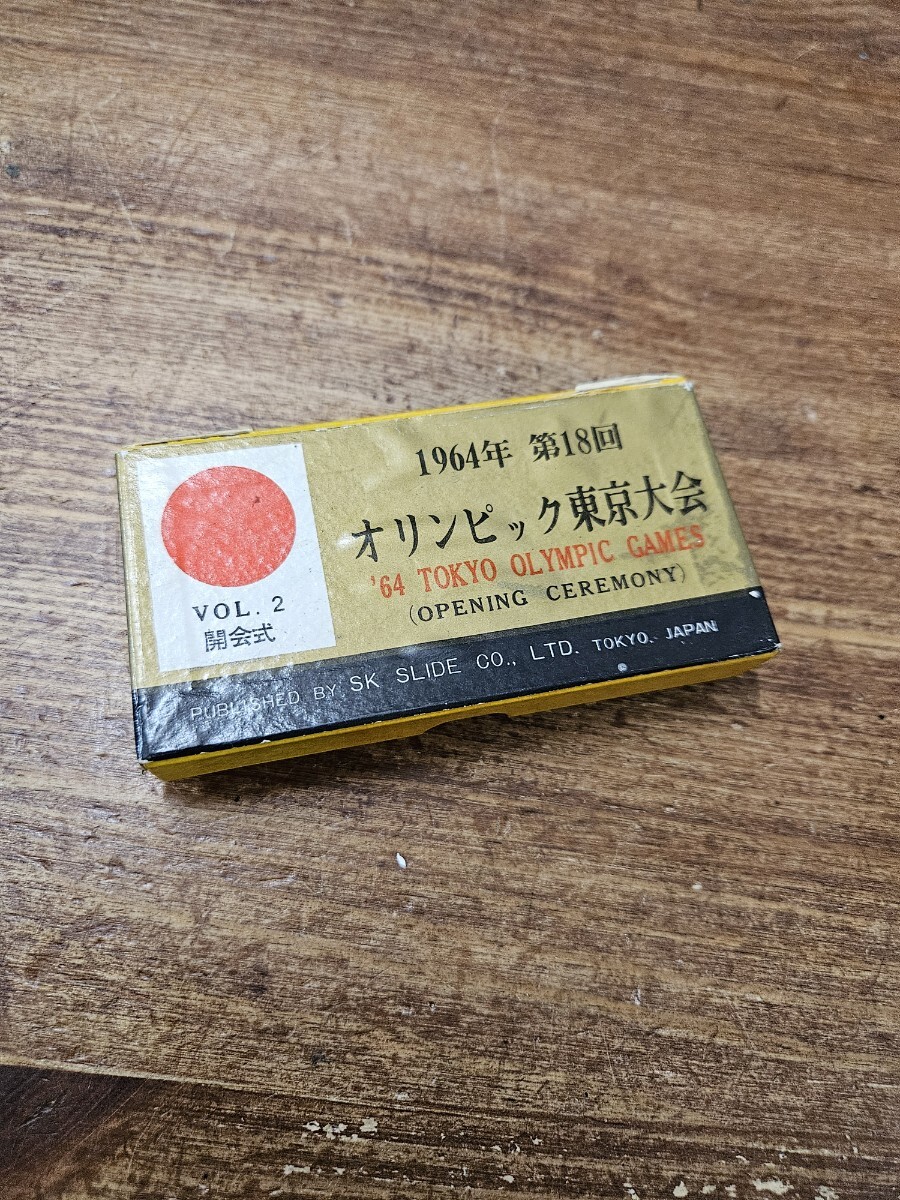 1964年 第18回
オリンピック東京大会
'64 TOKYO OLYMPIC GAMES
(OPENING CEREMONY)
VOL. 2
開会式
PUBLISHED BY SK SLIDE CO., LTD. TOKYO. JAPAN